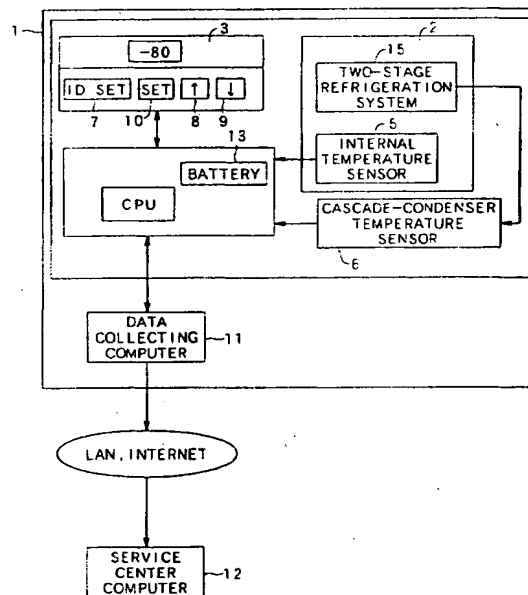 1
3
2
-80
15
ID SET
SET
↑
↓
TWO-STAGE
REFRIGERATION
SYSTEM
7
10
8
9
13
5
BATTERY
INTERNAL
TEMPERATURE
SENSOR
CPU
CASCADE-CONDENSER
TEMPERATURE
SENSOR
6
DATA
COLLECTING
COMPUTER
11
LAN, INTERNET
SERVICE
CENTER
COMPUTER
12